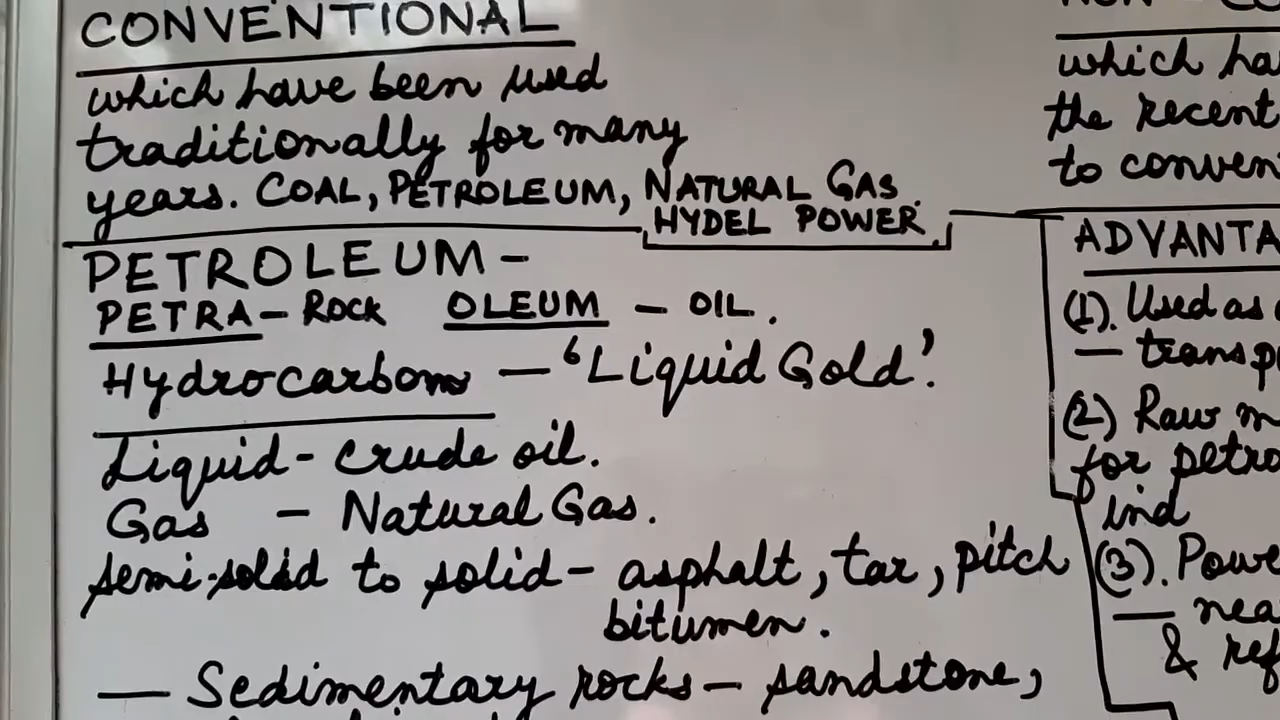 CONVENTIONAL
which have been used
traditionally for many
years. COAL, PETROLEUM, NATURAL GAS.
HYDEL POWER.
PETROLEUM -
PETRA - Rock OLEUM - OIL.
Hydrocarbons - 'Liquid Gold'.
Liquid - crude oil.
Gas - Natural Gas.
semi-solid to solid - asphalt, tar, pitch
bitumen.
- Sedimentary rocks - sandstone,
which ha
the recent
to conven
ADVANTA
(1). Used as
- transp
(2) Raw m
for petro
ind
(3). Powe
- nea
& ref